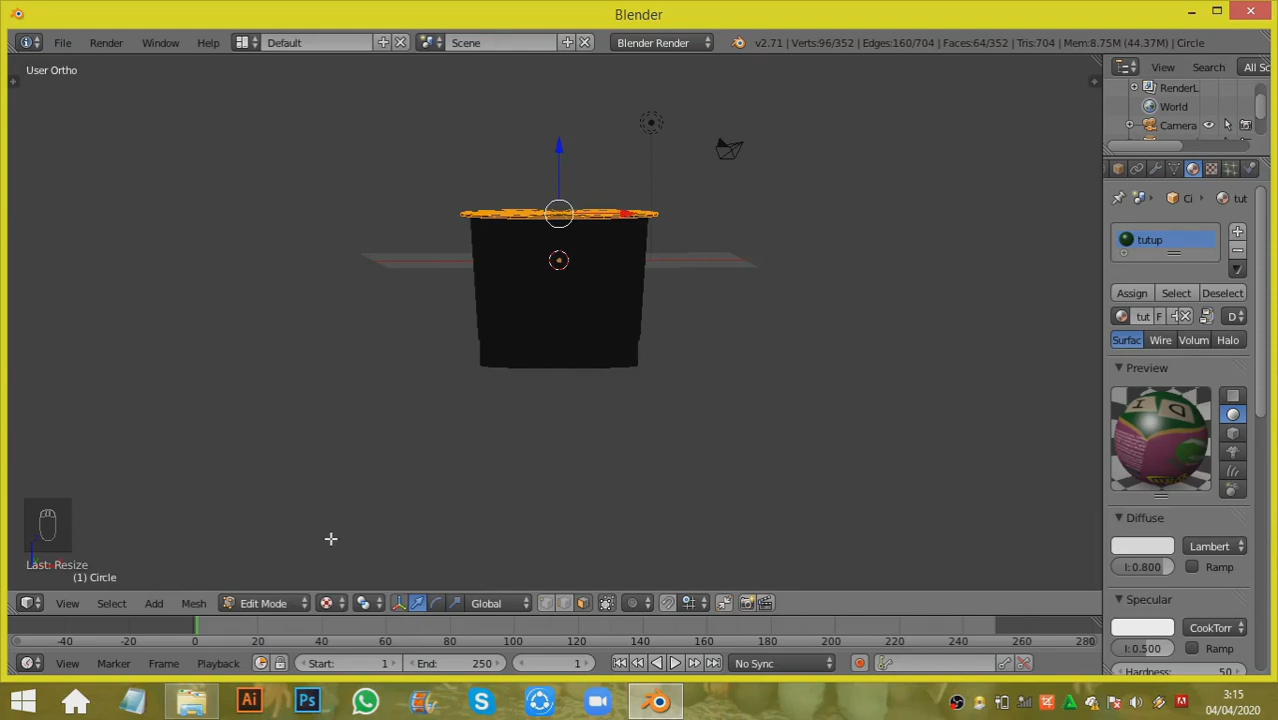 Blender
File Render Window Help Default Scene Blender Render v2.71 | Verts:96/352 | Edges:160/704 | Faces:64/352 | Tris:704 | Mem:8.75M (44.37M) | Circle
User Ortho
View Search All Sc
RenderL
World
Camera
Ci tut
tutup
Assign Select Deselect
tut F D
Surfac Wire Volum Halo
Preview
I D
Diffuse
Lambert
I: 0.800 Ramp
Specular
CookTorr
I: 0.500 Ramp
Hardness: 50
Last: Resize
(1) Circle
View Select Add Mesh Edit Mode Global
-40 -20 0 20 40 60 80 100 120 140 160 180 200 220 240 260 280
View Marker Frame Playback Start: 1 End: 250 1 No Sync
Ai Ps
3:15
04/04/2020